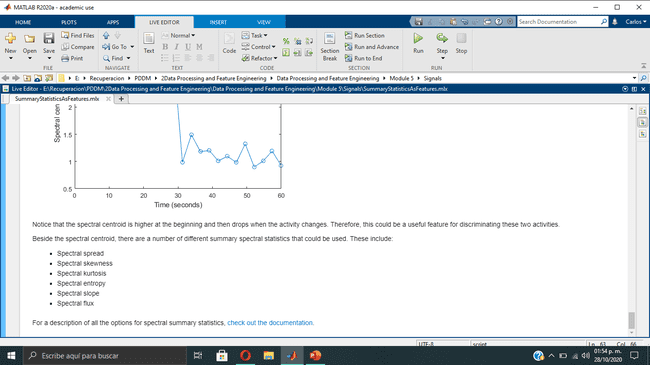 MATLAB R2020a - academic use
HOME PLOTS APPS LIVE EDITOR INSERT VIEW Search Documentation Carlos
New Open Save Find Files Compare Print
Go To Find
Text Normal
B I U M
Code Task Control Refactor
Section Break Run Section Run and Advance Run to End
Run Step Stop
FILE NAVIGATE TEXT CODE SECTION RUN
E: Recuperacion PDDM 2Data Processing and Feature Engineering Data Processing and Feature Engineering Module 5 Signals
Live Editor - E:\Recuperacion\PDDM\2Data Processing and Feature Engineering\Data Processing and Feature Engineering\Module 5\Signals\SummaryStatisticsAsFeatures.mlx
SummaryStatisticsAsFeatures.mlx
Spectral cen
2
1.5
1
0.5
0 10 20 30 40 50 60
Time (seconds)
Notice that the spectral centroid is higher at the beginning and then drops when the activity changes. Therefore, this could be a useful feature for discriminating these two activities.
Beside the spectral centroid, there are a number of different summary spectral statistics that could be used. These include:
• Spectral spread
• Spectral skewness
• Spectral kurtosis
• Spectral entropy
• Spectral slope
• Spectral flux
For a description of all the options for spectral summary statistics, check out the documentation.
UTF-8 script Ln 63 Col 66
Escribe aquí para buscar
01:54 p. m.
28/10/2020